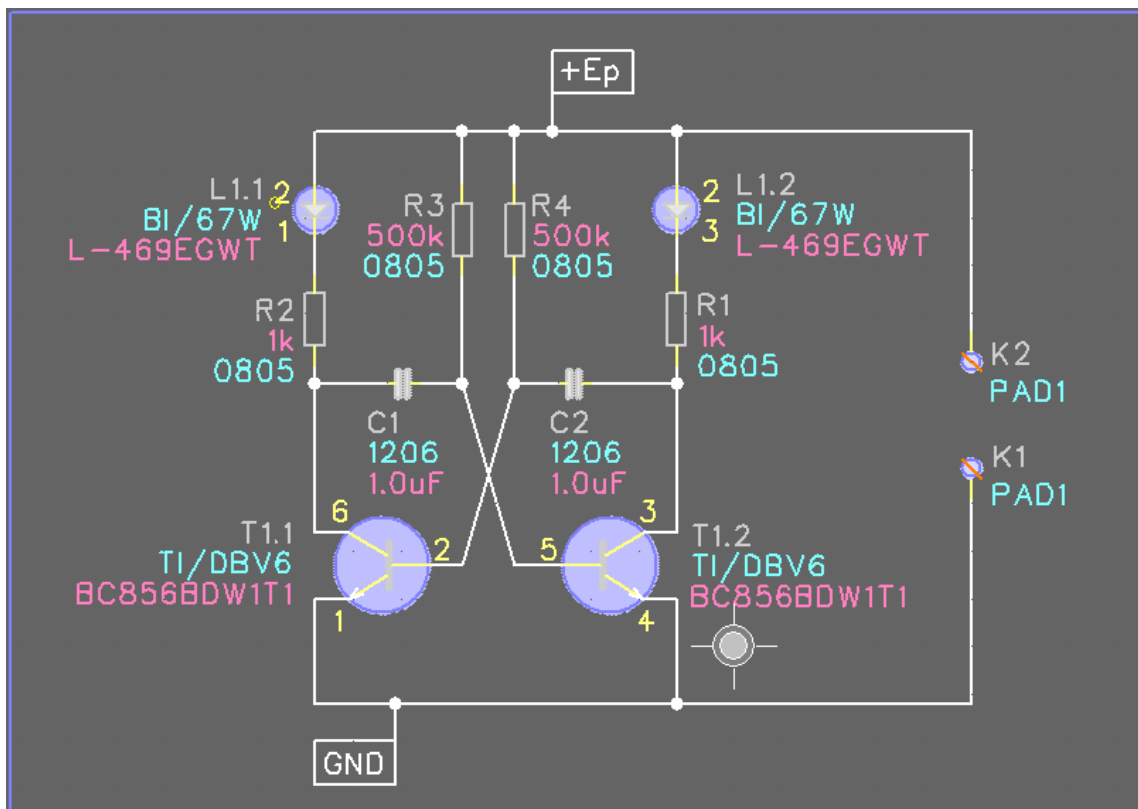 +Ep
L1.1
BI/67W
L-469EGWT
2
1
R3
500k
0805
R4
500k
0805
2
3
L1.2
BI/67W
L-469EGWT
R2
1k
0805
R1
1k
0805
C1
1206
1.0uF
C2
1206
1.0uF
K2
PAD1
K1
PAD1
T1.1
TI/DBV6
BC856BDW1T1
6
2
1
5
3
4
T1.2
TI/DBV6
BC856BDW1T1
GND